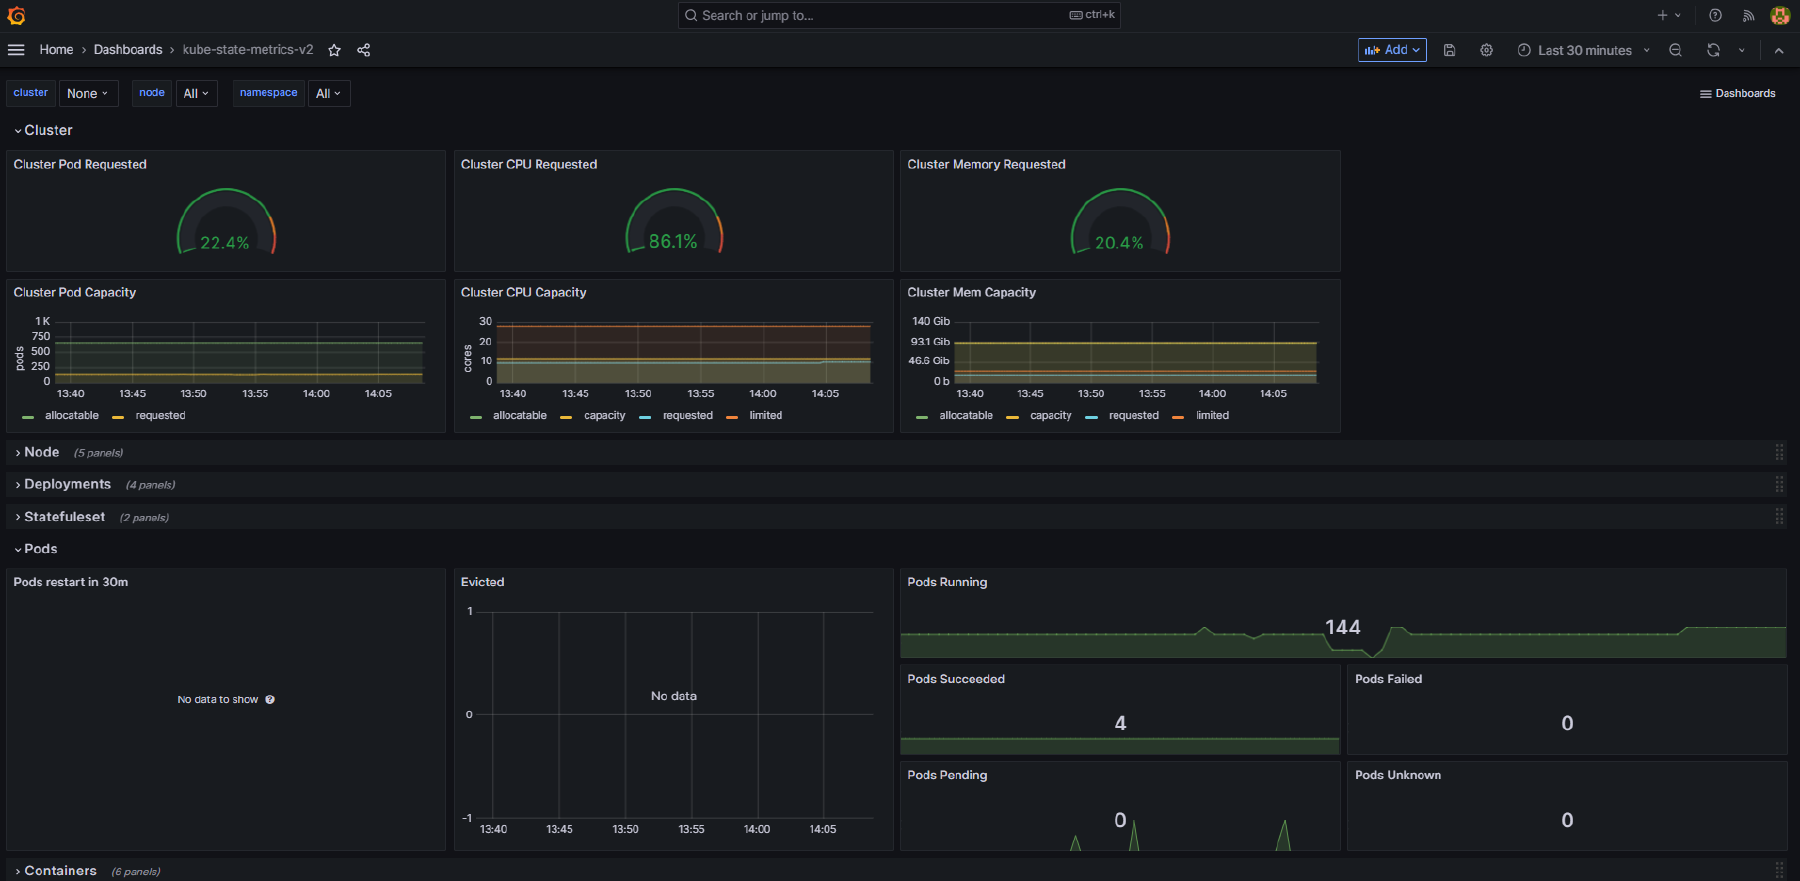 Search or jump to... ctrl+k
Home › Dashboards › kube-state-metrics-v2
Add
Last 30 minutes
cluster None node All namespace All
Dashboards
Cluster
Cluster Pod Requested
22.4%
Cluster CPU Requested
86.1%
Cluster Memory Requested
20.4%
Cluster Pod Capacity
pods
1 K
750
500
250
0
13:40 13:45 13:50 13:55 14:00 14:05
allocatable requested
Cluster CPU Capacity
cores
30
20
10
0
13:40 13:45 13:50 13:55 14:00 14:05
allocatable capacity requested limited
Cluster Mem Capacity
140 Gib
93.1 Gib
46.6 Gib
0 b
13:40 13:45 13:50 13:55 14:00 14:05
allocatable capacity requested limited
Node (5 panels)
Deployments (4 panels)
Statefuleset (2 panels)
Pods
Pods restart in 30m
No data to show
Evicted
1
0
-1
No data
13:40 13:45 13:50 13:55 14:00 14:05
Pods Running
144
Pods Succeeded
4
Pods Failed
0
Pods Pending
0
Pods Unknown
0
Containers (6 panels)